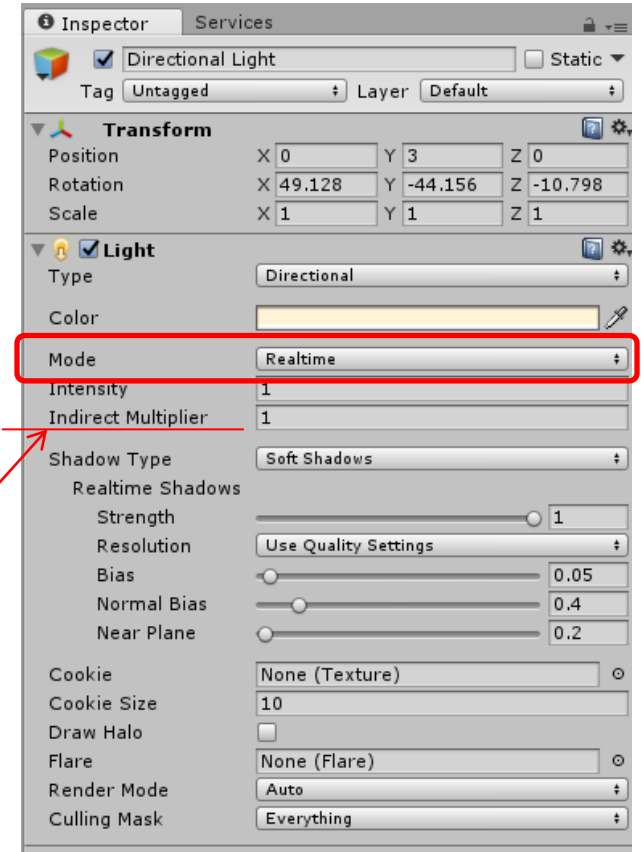 Inspector Services
Directional Light Static
Tag Untagged Layer Default
Transform
Position X 0 Y 3 Z 0
Rotation X 49.128 Y -44.156 Z -10.798
Scale X 1 Y 1 Z 1
Light
Type Directional
Color
Mode Realtime
Intensity 1
Indirect Multiplier 1
Shadow Type Soft Shadows
Realtime Shadows
Strength 1
Resolution Use Quality Settings
Bias 0.05
Normal Bias 0.4
Near Plane 0.2
Cookie None (Texture)
Cookie Size 10
Draw Halo
Flare None (Flare)
Render Mode Auto
Culling Mask Everything